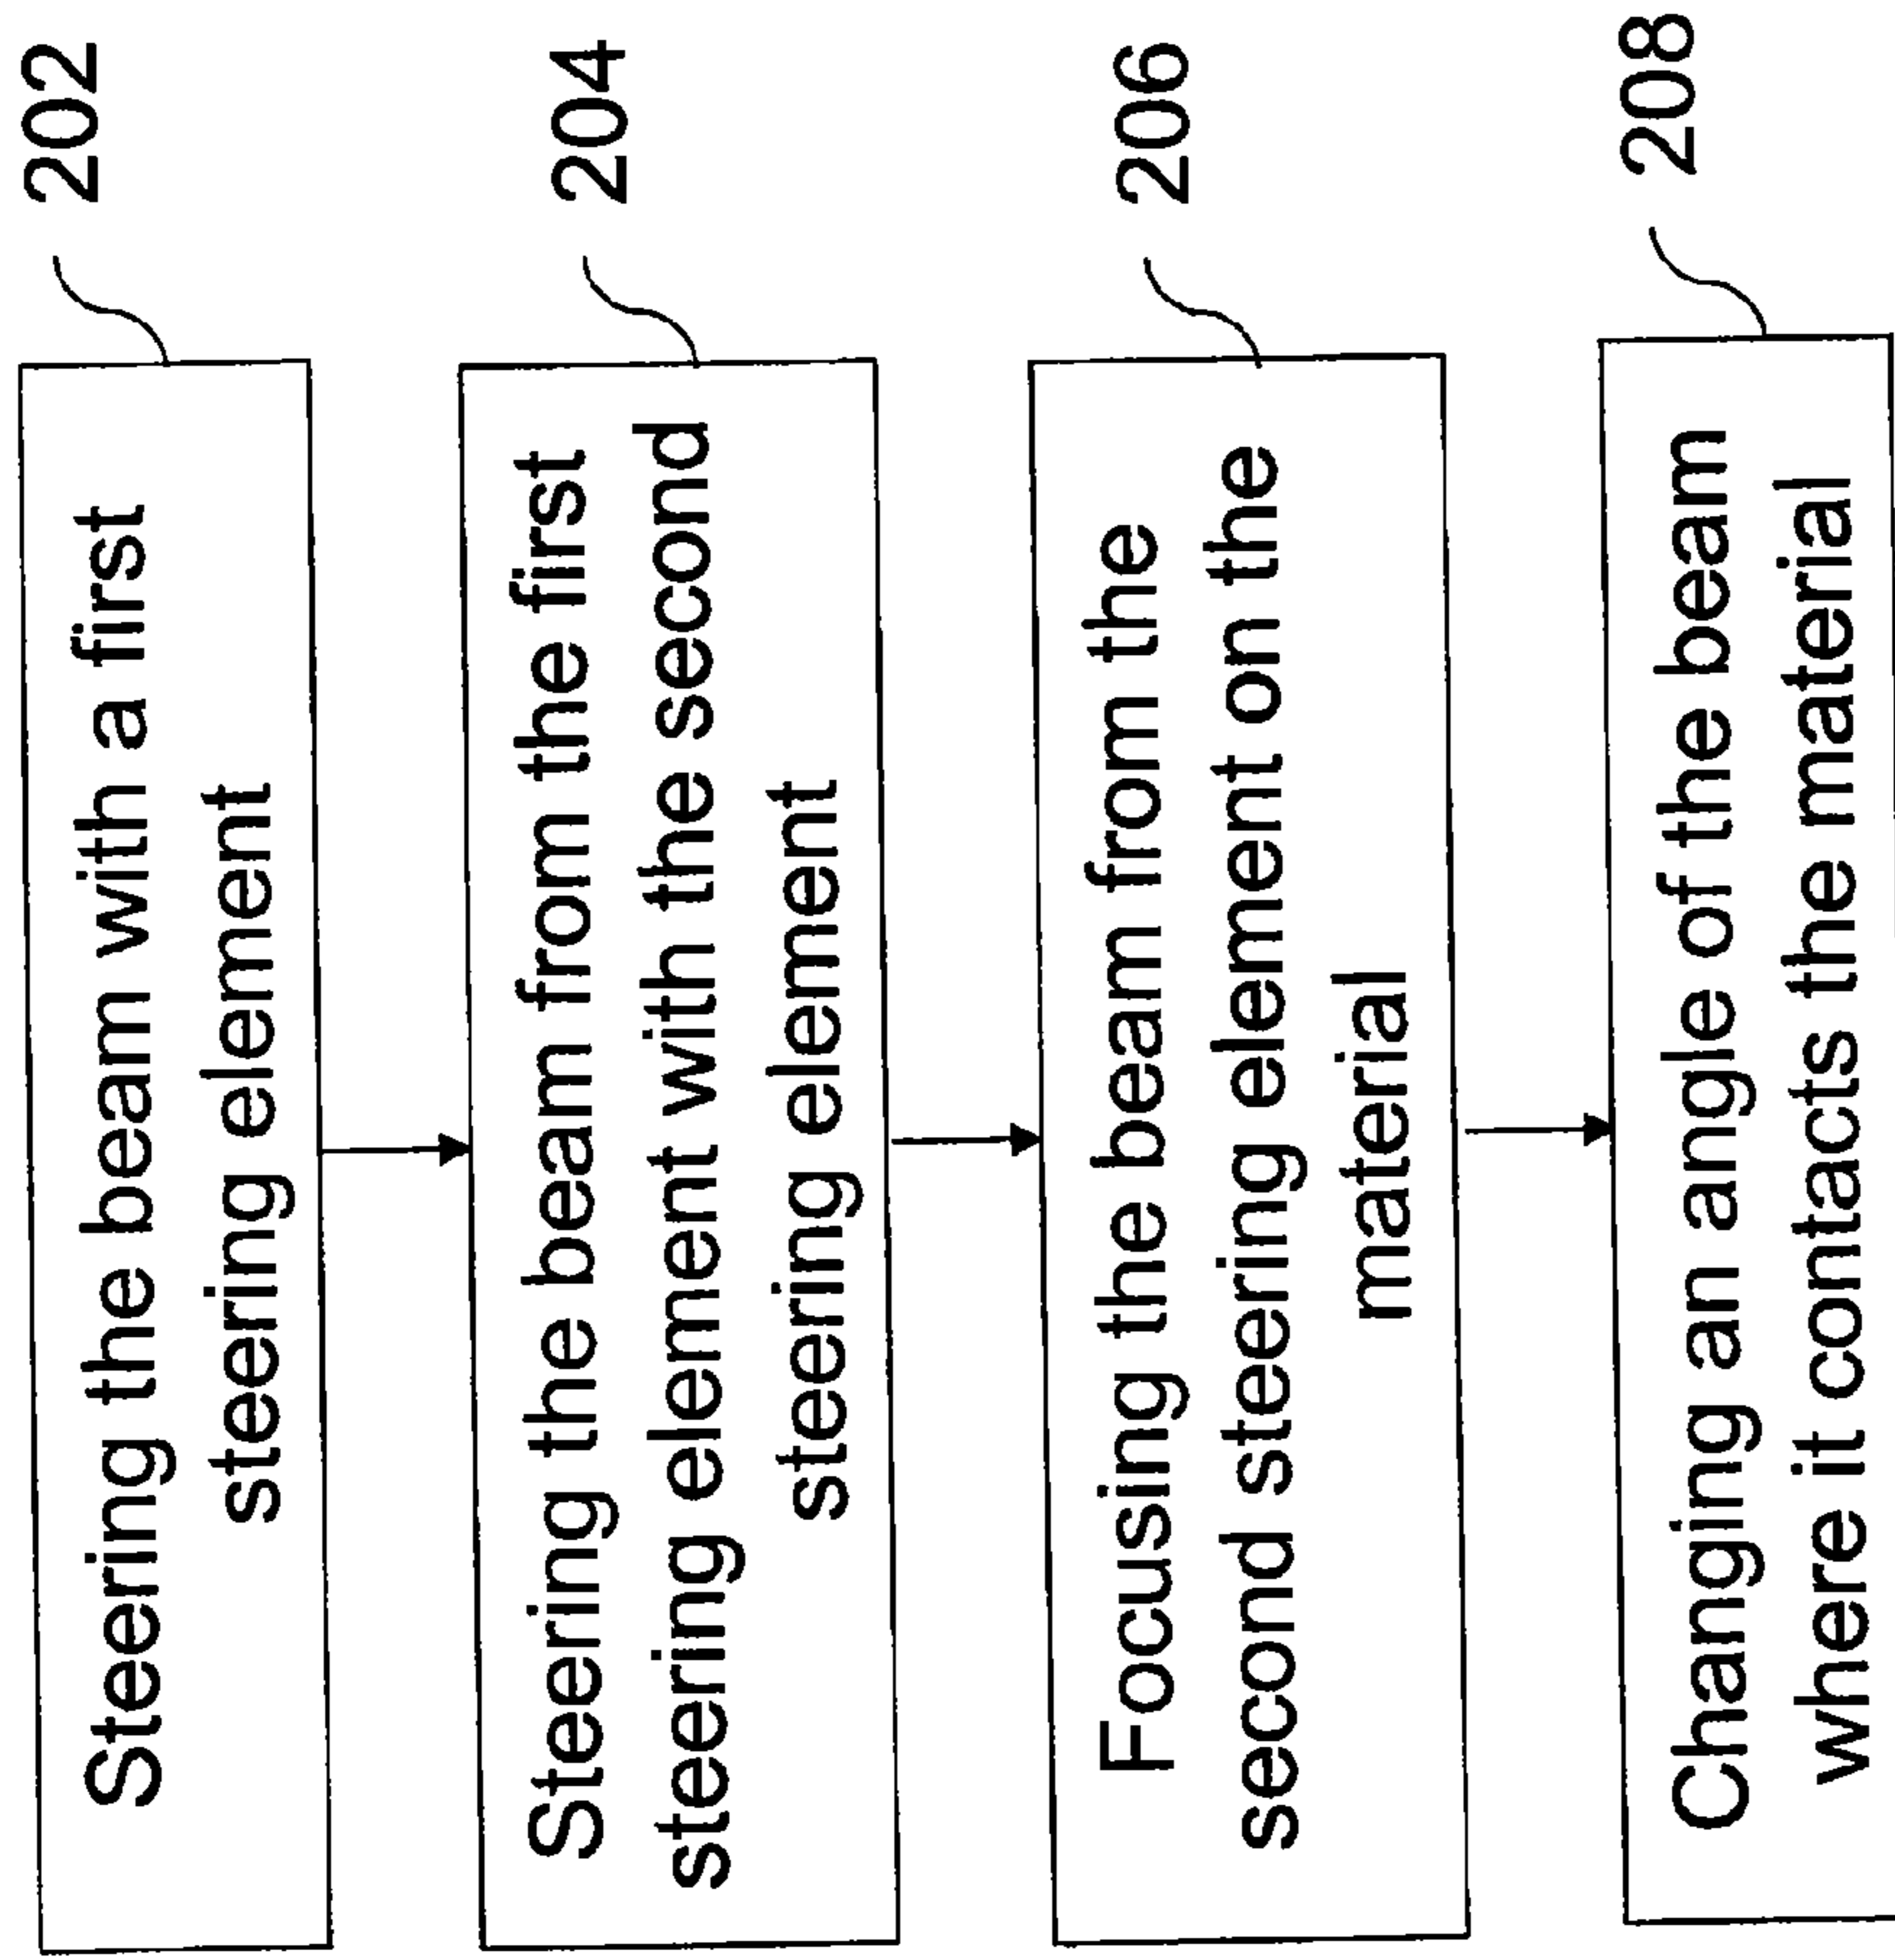 Steering the beam with a first
steering element
202
Steering the beam from the first
steering element with the second
steering element
204
Focusing the beam from the
second steering element on the
material
206
Changing an angle of the beam
where it contacts the material
208